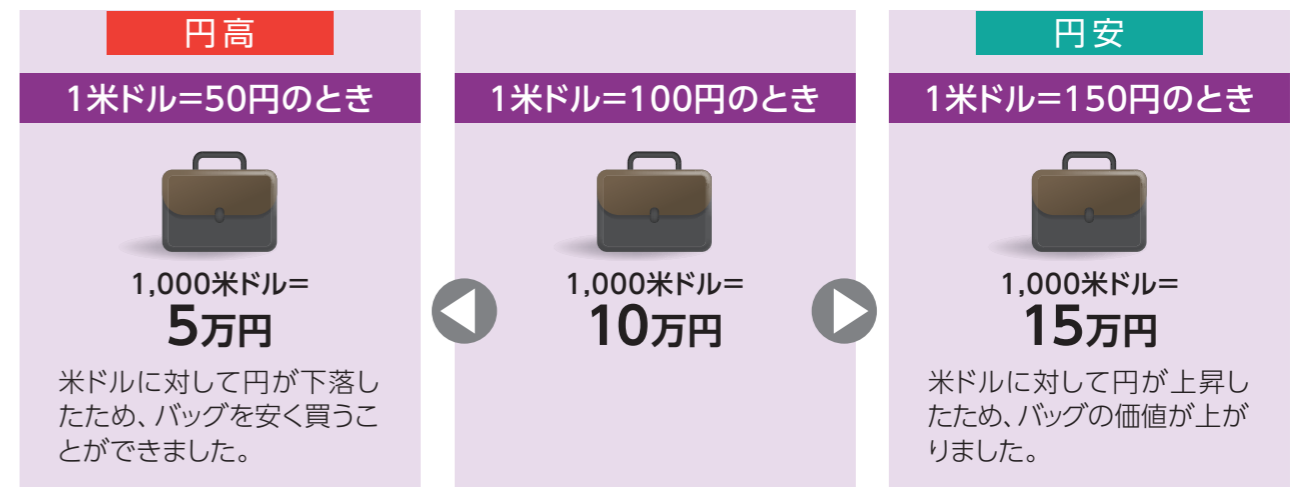 円高
1米ドル=50円のとき
1,000米ドル=
5万円
米ドルに対して円が下落し
たため、バッグを安く買うこ
とができました。
1米ドル=100円のとき
1,000米ドル=
10万円
円安
1米ドル=150円のとき
1,000米ドル=
15万円
米ドルに対して円が上昇し
たため、バッグの価値が上が
りました。